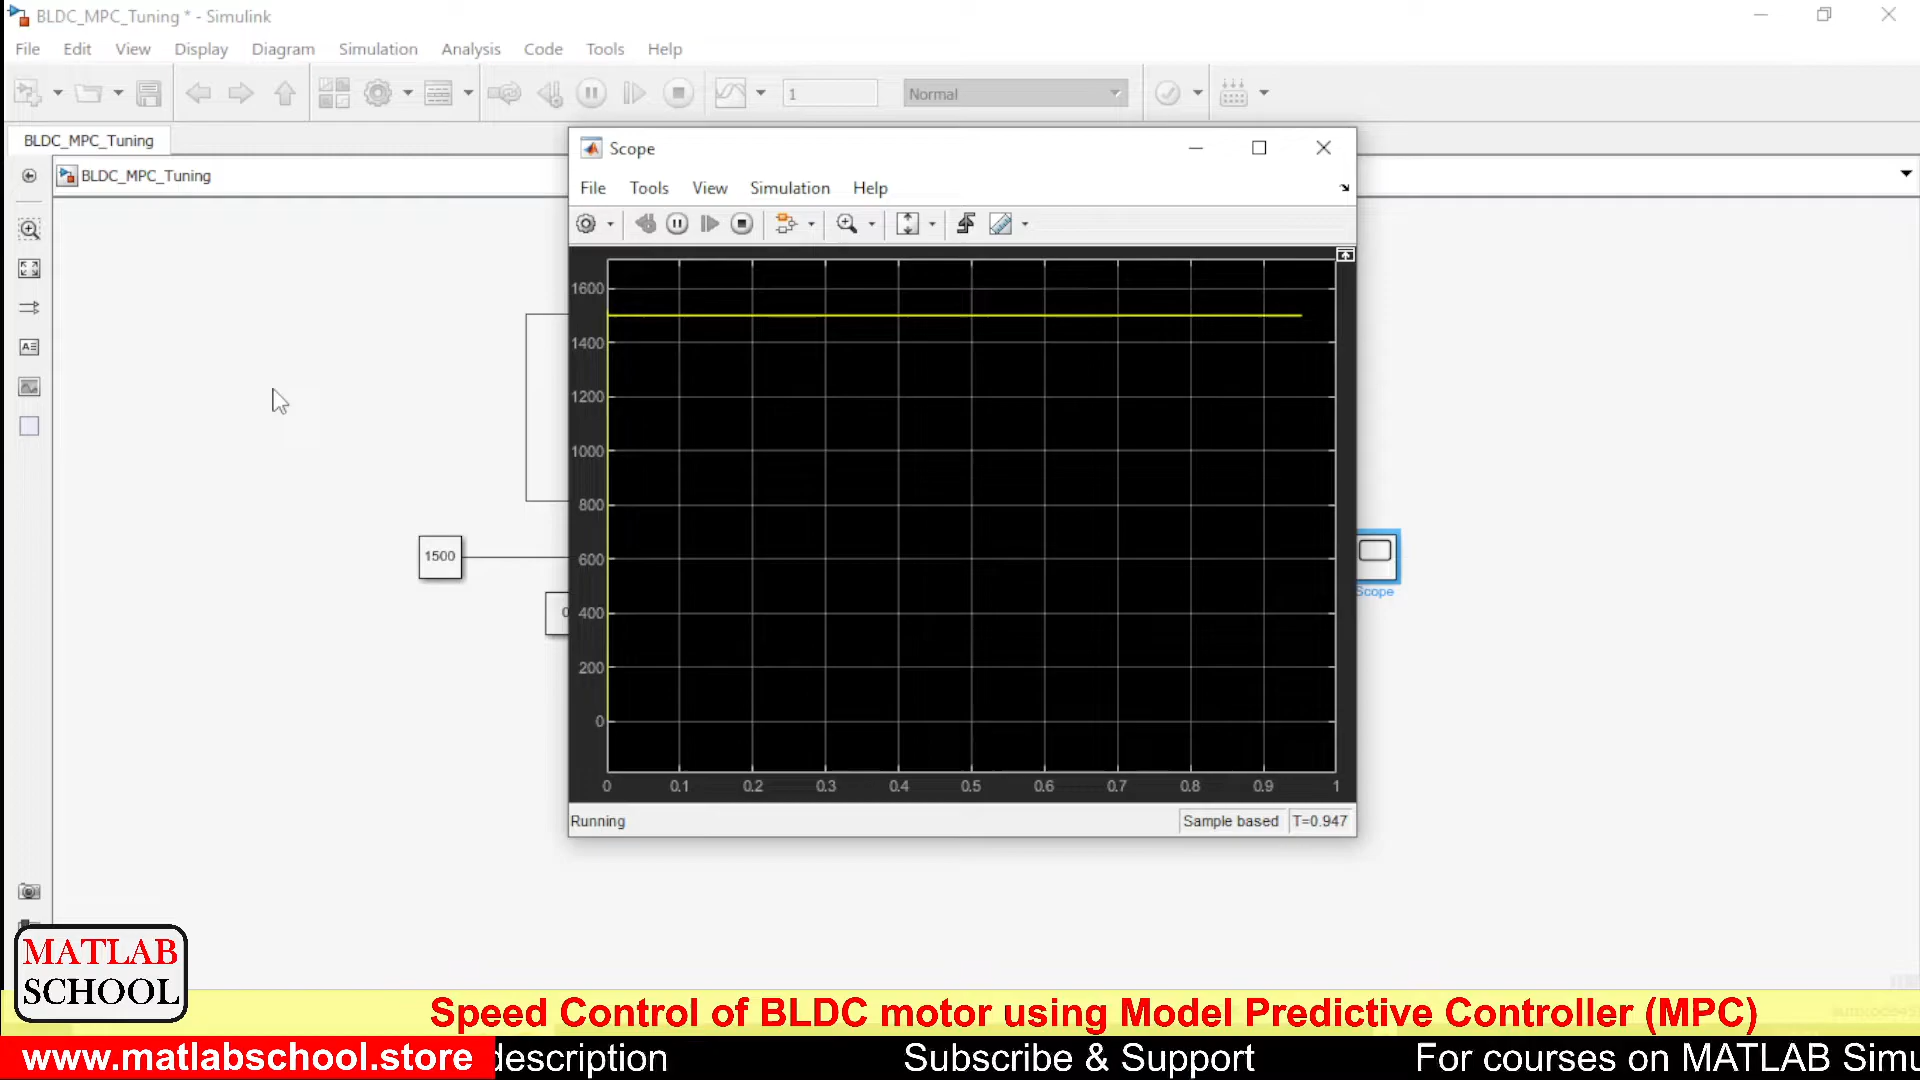 BLDC_MPC_Tuning * - Simulink
File Edit View Display Diagram Simulation Analysis Code Tools Help
1
Normal
BLDC_MPC_Tuning
BLDC_MPC_Tuning
Scope
File Tools View Simulation Help
1600
1400
1200
1000
800
600
400
200
0
0 0.1 0.2 0.3 0.4 0.5 0.6 0.7 0.8 0.9 1
Running
Sample based
T=0.947
1500
0
Scope
MATLAB
SCHOOL
Speed Control of BLDC motor using Model Predictive Controller (MPC)
www.matlabschool.store
description
Subscribe & Support
For courses on MATLAB Simu